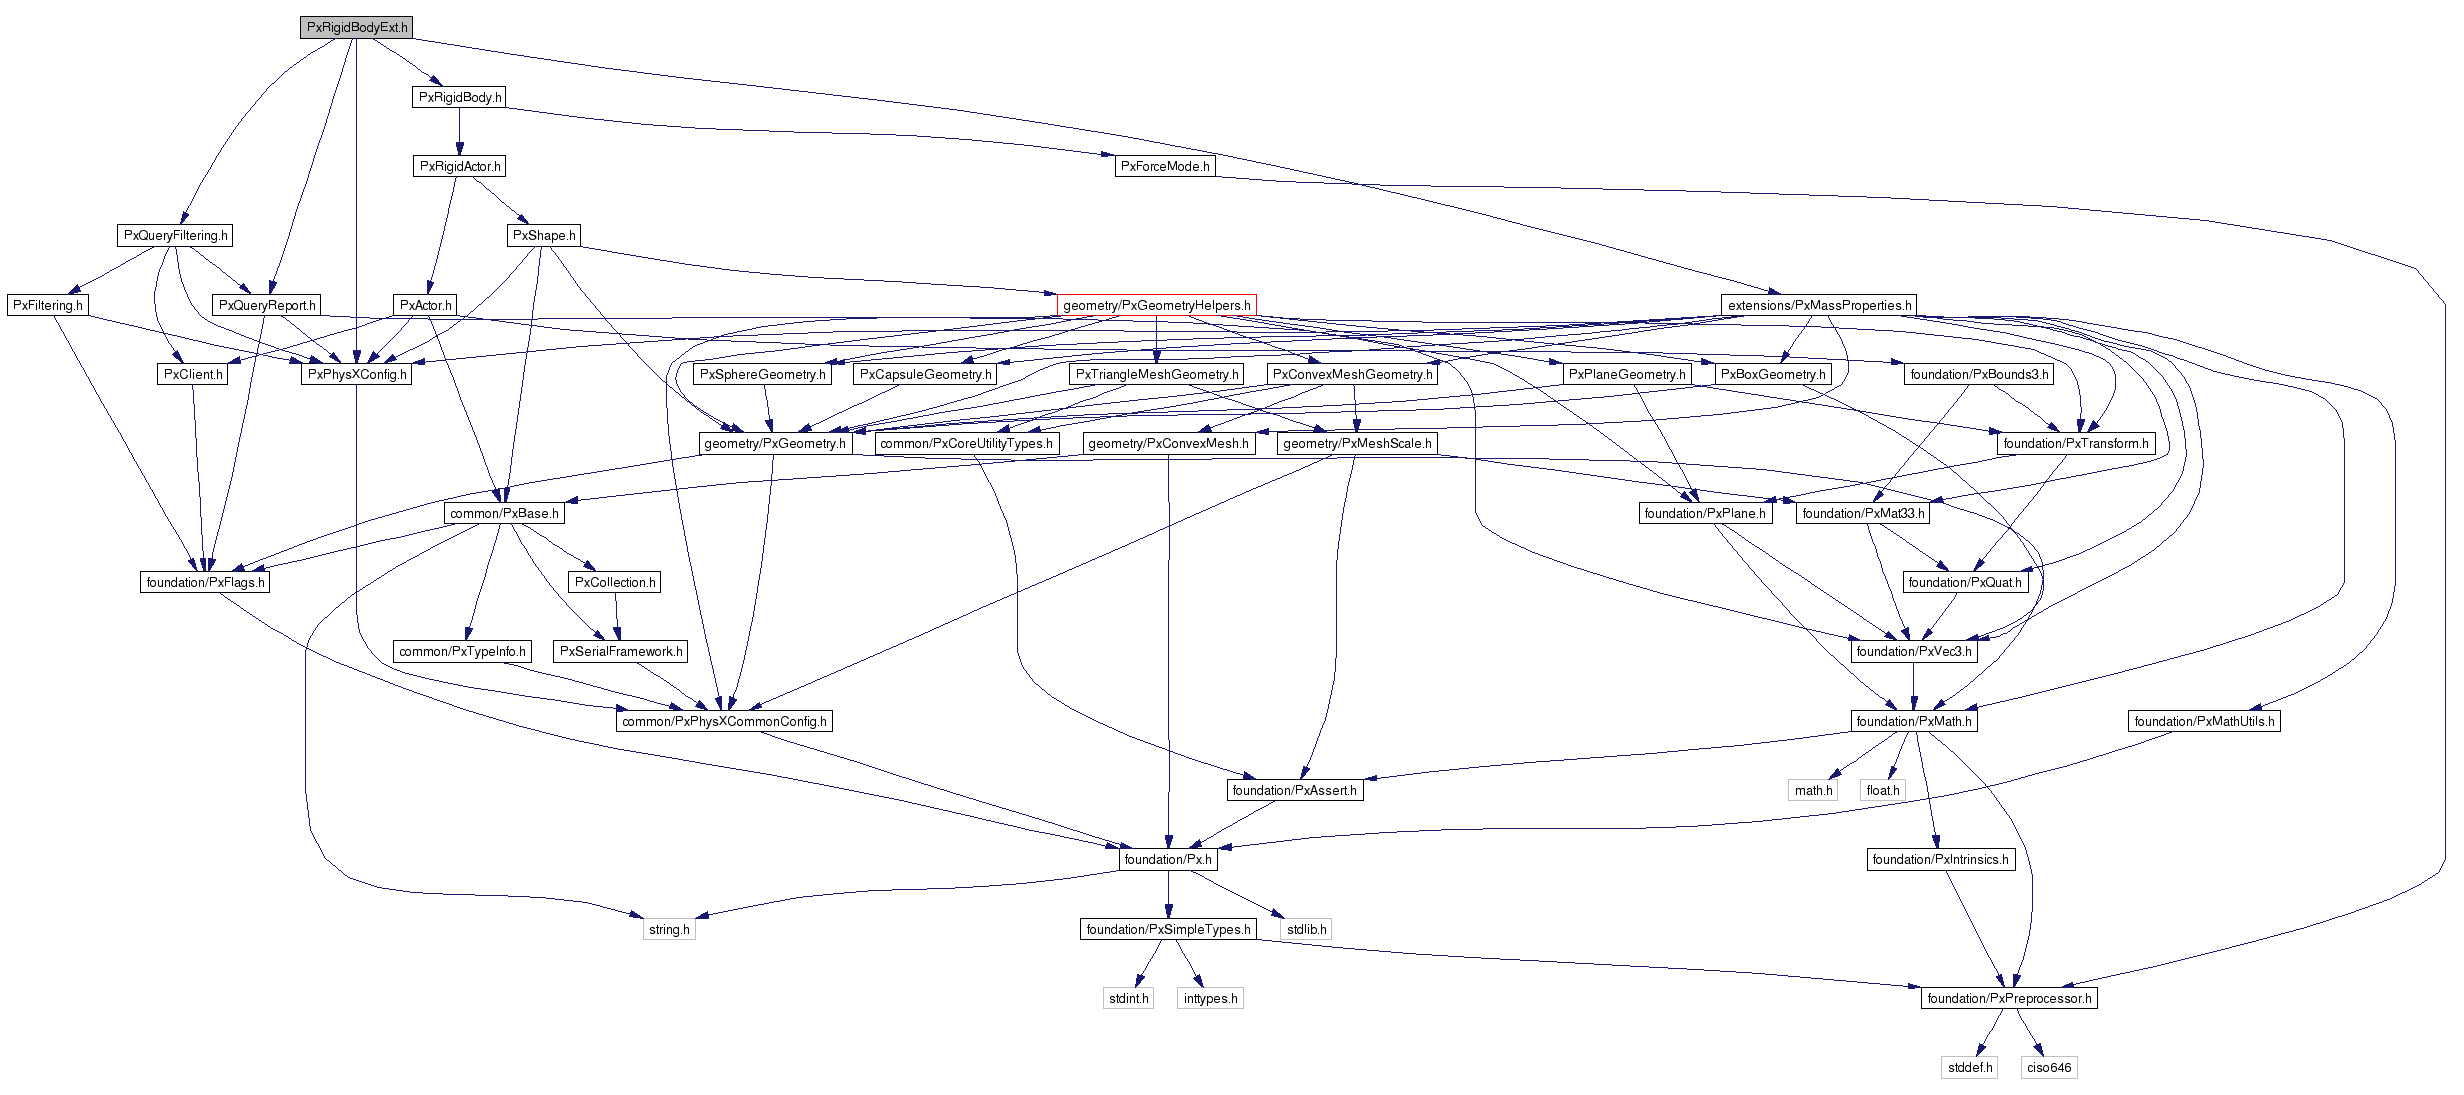 PxRigidBodyExt.h
PxRigidBody.h
PxRigidActor.h
PxForceMode.h
PxQueryFiltering.h
PxShape.h
PxFiltering.h
PxQueryReport.h
PxActor.h
geometry/PxGeometryHelpers.h
extensions/PxMassProperties.h
PxClient.h
PxPhysXConfig.h
PxSphereGeometry.h
PxCapsuleGeometry.h
PxTriangleMeshGeometry.h
PxConvexMeshGeometry.h
PxPlaneGeometry.h
PxBoxGeometry.h
foundation/PxBounds3.h
geometry/PxGeometry.h
common/PxCoreUtilityTypes.h
geometry/PxConvexMesh.h
geometry/PxMeshScale.h
foundation/PxTransform.h
common/PxBase.h
foundation/PxPlane.h
foundation/PxMat33.h
foundation/PxFlags.h
PxCollection.h
foundation/PxQuat.h
common/PxTypeInfo.h
PxSerialFramework.h
foundation/PxVec3.h
common/PxPhysXCommonConfig.h
foundation/PxMath.h
foundation/PxMathUtils.h
foundation/PxAssert.h
math.h
float.h
foundation/Px.h
foundation/PxIntrinsics.h
string.h
foundation/PxSimpleTypes.h
stdlib.h
stdint.h
inttypes.h
foundation/PxPreprocessor.h
stddef.h
ciso646